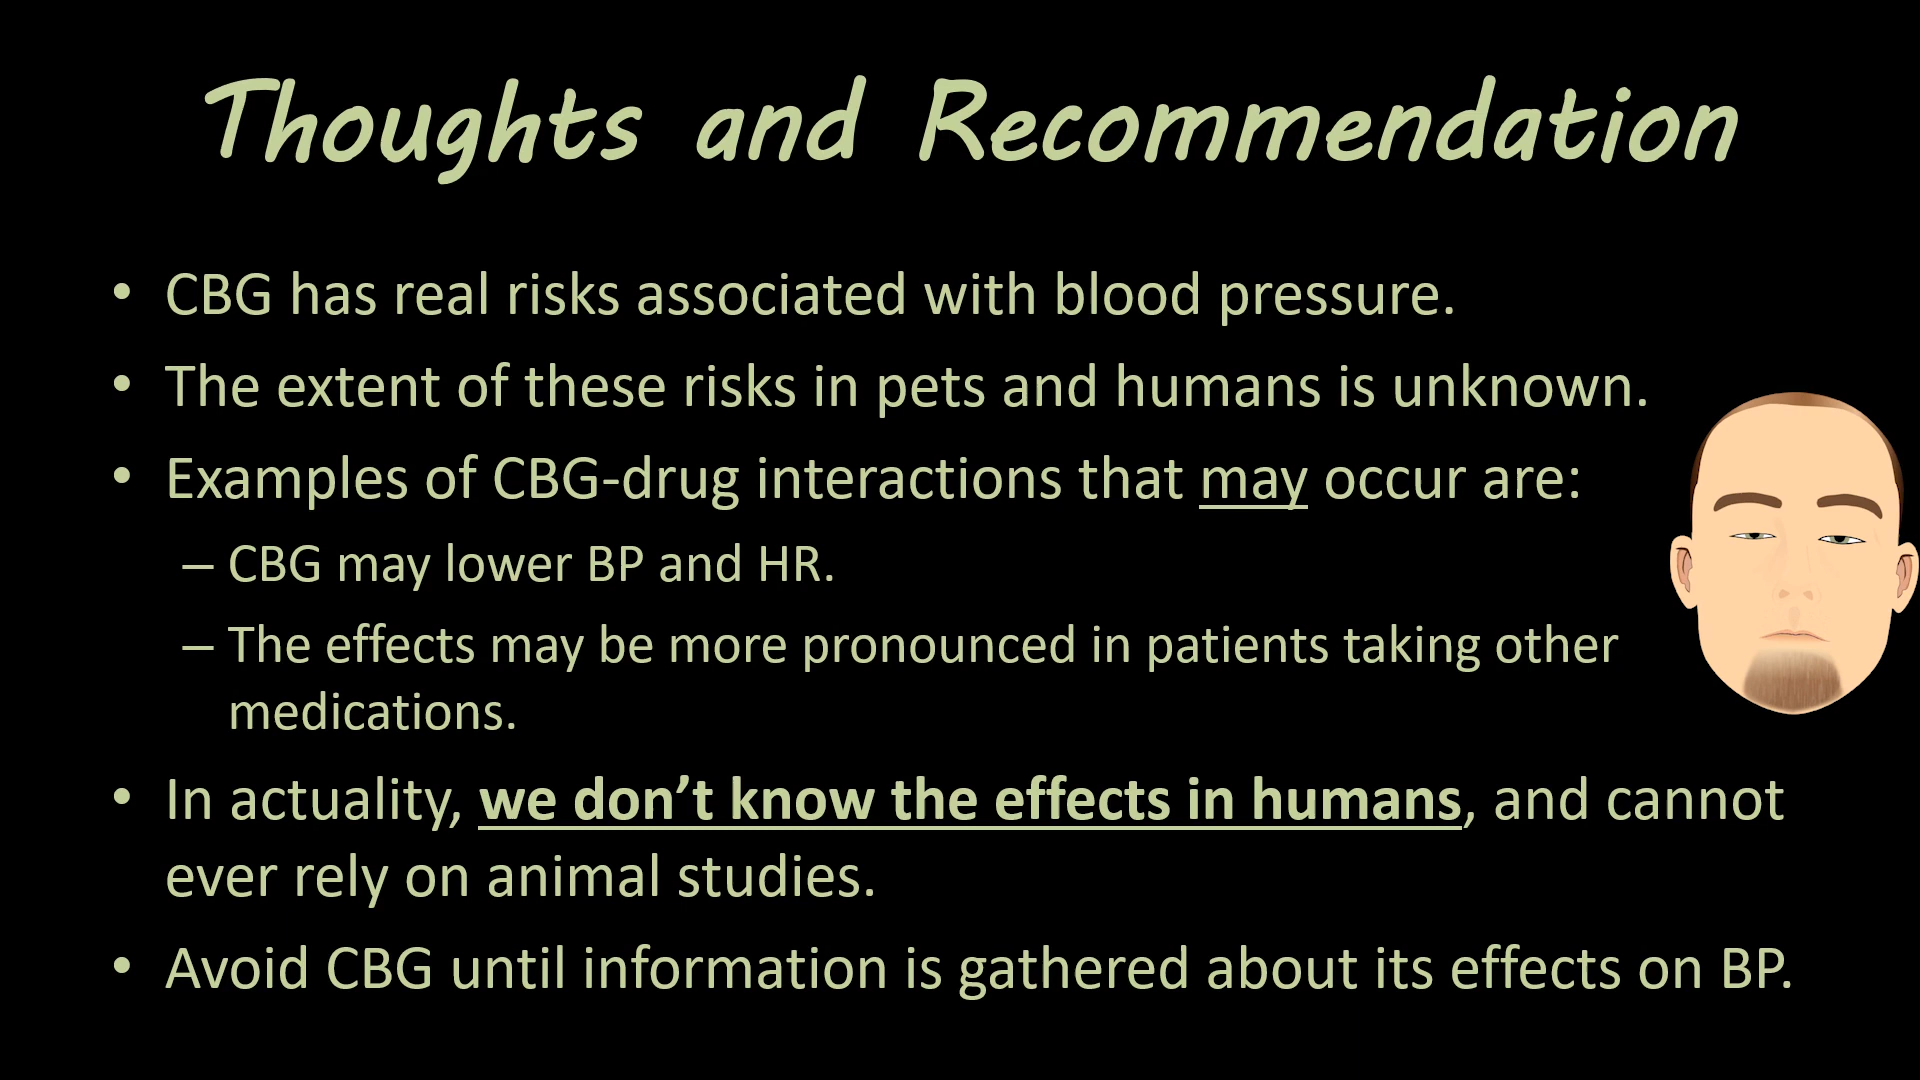 Thoughts and Recommendation
• CBG has real risks associated with blood pressure.
• The extent of these risks in pets and humans is unknown.
• Examples of CBG-drug interactions that may occur are:
– CBG may lower BP and HR.
– The effects may be more pronounced in patients taking other
medications.
• In actuality, we don’t know the effects in humans, and cannot
ever rely on animal studies.
• Avoid CBG until information is gathered about its effects on BP.